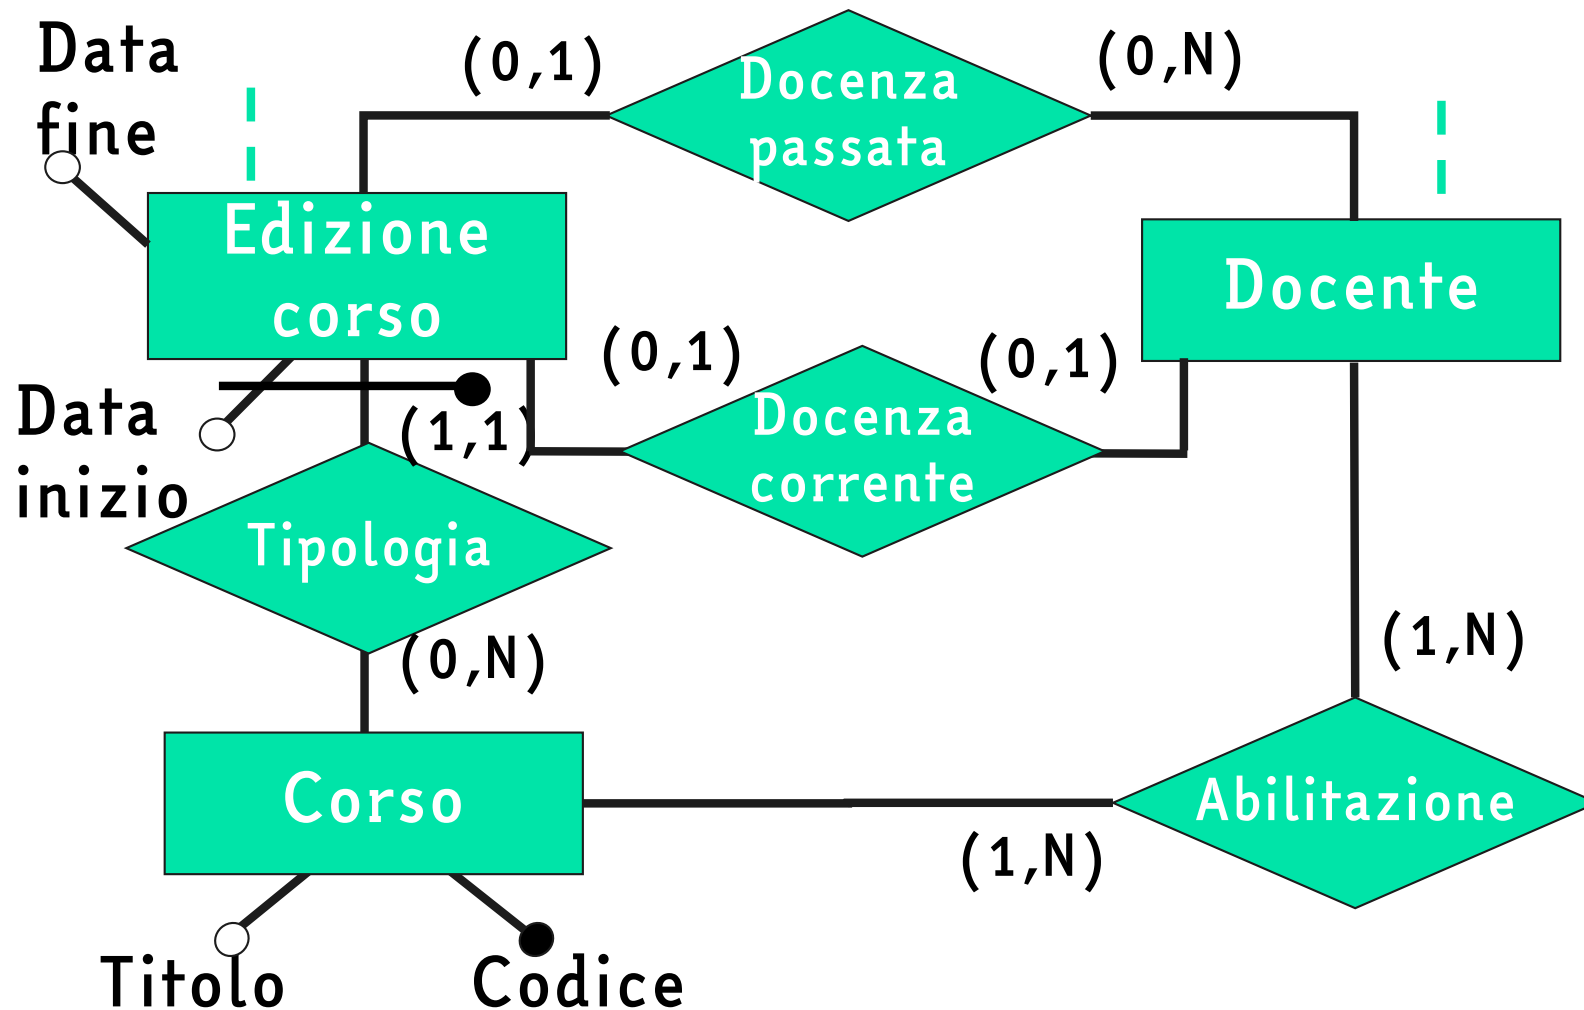 Data
fine
(0,1)
Docenza
passata
(0,N)
Edizione
corso
Docente
Data
inizio
(1,1)
(0,1)
Docenza
corrente
(0,1)
Tipologia
(0,N)
(1,N)
Corso
Abilitazione
(1,N)
Titolo
Codice